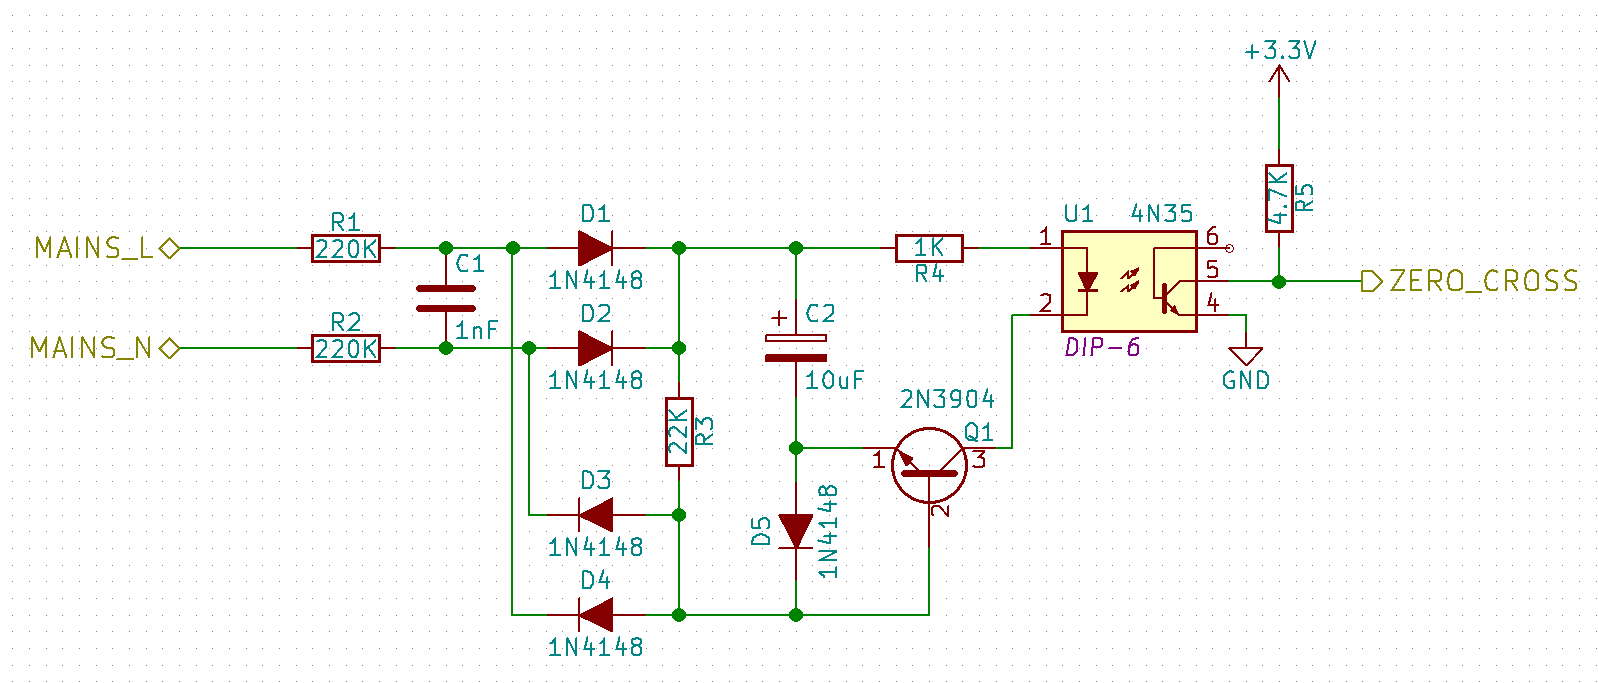 +3.3V
4.7K
R5
U1 4N35
R1
D1
MAINS_L
220K
C1
1N4148
1K
R4
1
6
5
ZERO_CROSS
R2
D2
C2
+
2
4
1nF
MAINS_N
220K
1N4148
10uF
DIP-6
GND
22K
R3
2N3904
Q1
1
3
2
D3
1N4148
D5
1N4148
D4
1N4148